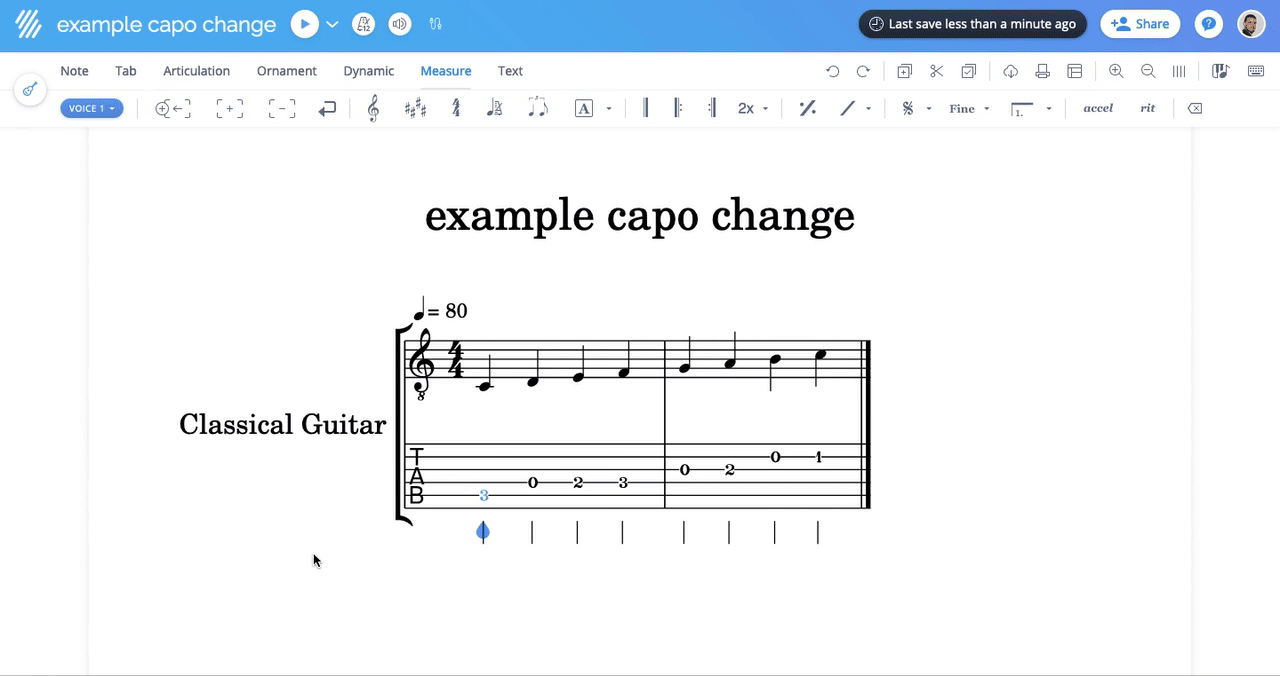 example capo change
Last save less than a minute ago
Share
?
Note Tab Articulation Ornament Dynamic Measure Text
VOICE 1
A
2x
Fine
1.
accel
rit
example capo change
= 80
4
4
8
Classical Guitar
T
A
B
3 0 2 3 0 2 0 1